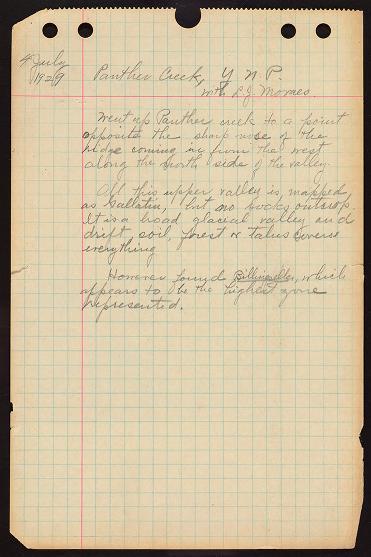 4 July
1929
Panther Creek, Y. N. P.
with L. J. Moraes.
Went up Panther creek to a point
opposite the sharp nose of the
ridge coming in from the west
along the north side of the valley.
All this upper valley is mapped
as Gallatin, but no rocks outcrop.
It is a broad glacial valley and
drift, soil, forest or talus covers
everything
However found Billingsella, which
appears to be the highest zone
represented.